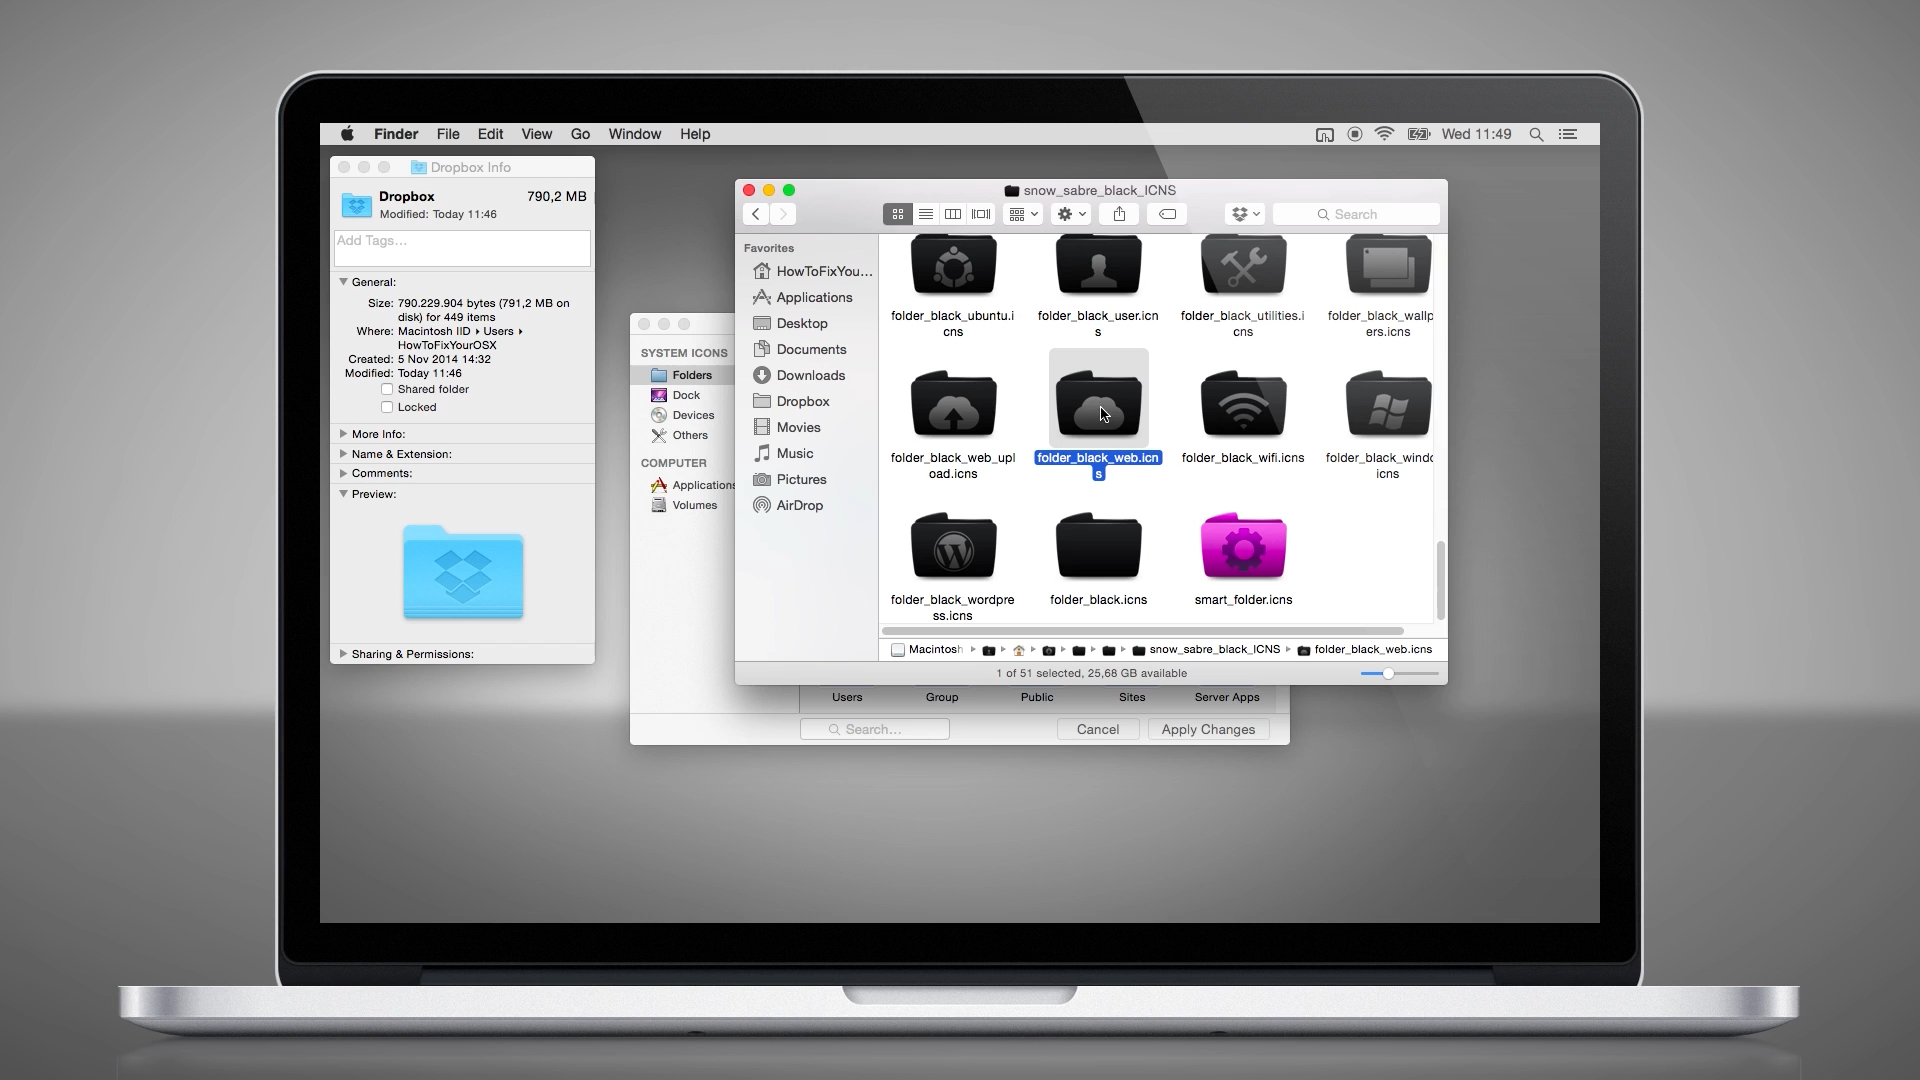 Finder File Edit View Go Window Help
Wed 11:49
Dropbox Info
Dropbox 790,2 MB
Modified: Today 11:46
Add Tags...
General:
Size: 790.229.904 bytes (791,2 MB on
disk) for 449 items
Where: Macintosh IID ▸ Users ▸
HowToFixYourOSX
Created: 5 Nov 2014 14:32
Modified: Today 11:46
Shared folder
Locked
More Info:
Name & Extension:
Comments:
Preview:
Sharing & Permissions:
SYSTEM ICONS
Folders
Dock
Devices
Others
COMPUTER
Applications
Volumes
snow_sabre_black_ICNS
Search
Favorites
HowToFixYou...
Applications
Desktop
Documents
Downloads
Dropbox
Movies
Music
Pictures
AirDrop
folder_black_ubuntu.i
cns
folder_black_user.icn
s
folder_black_utilities.i
cns
folder_black_wallp
ers.icns
folder_black_web_upl
oad.icns
folder_black_web.icn
s
folder_black_wifi.icns
folder_black_windo
icns
folder_black_wordpre
ss.icns
folder_black.icns
smart_folder.icns
Macintosh ▸ snow_sabre_black_ICNS ▸ folder_black_web.icns
1 of 51 selected, 25,68 GB available
Users Group Public Sites Server Apps
Search... Cancel Apply Changes